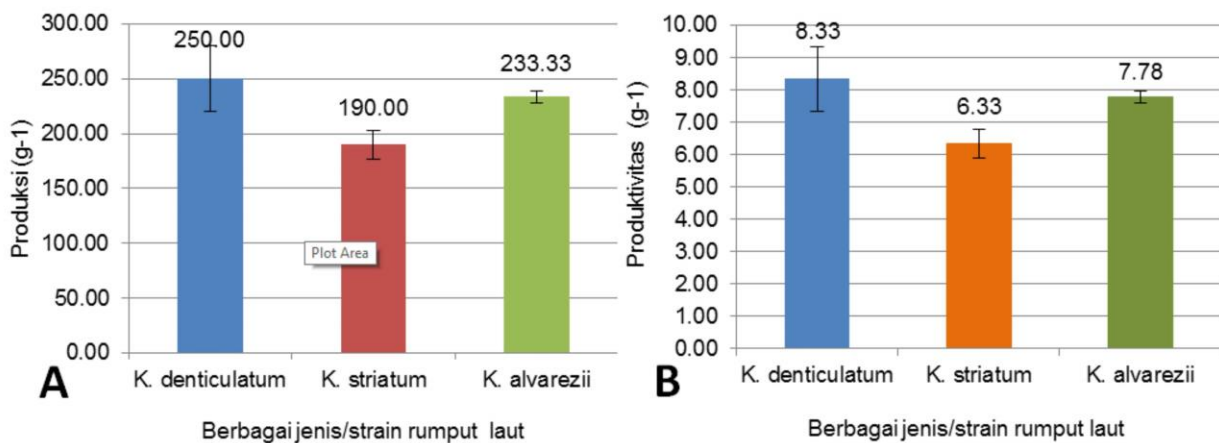 300.00
250.00
200.00
150.00
100.00
50.00
0.00
Produksi (g-1)
250.00
190.00
233.33
Plot Area
K. denticulatum K. striatum K. alvarezii
A
Berbagai jenis/strain rumput laut
10.00
9.00
8.00
7.00
6.00
5.00
4.00
3.00
2.00
1.00
0.00
Produktivitas (g-1)
8.33
6.33
7.78
K. denticulatum K. striatum K. alvarezii
B
Berbagai jenis/strain rumput laut